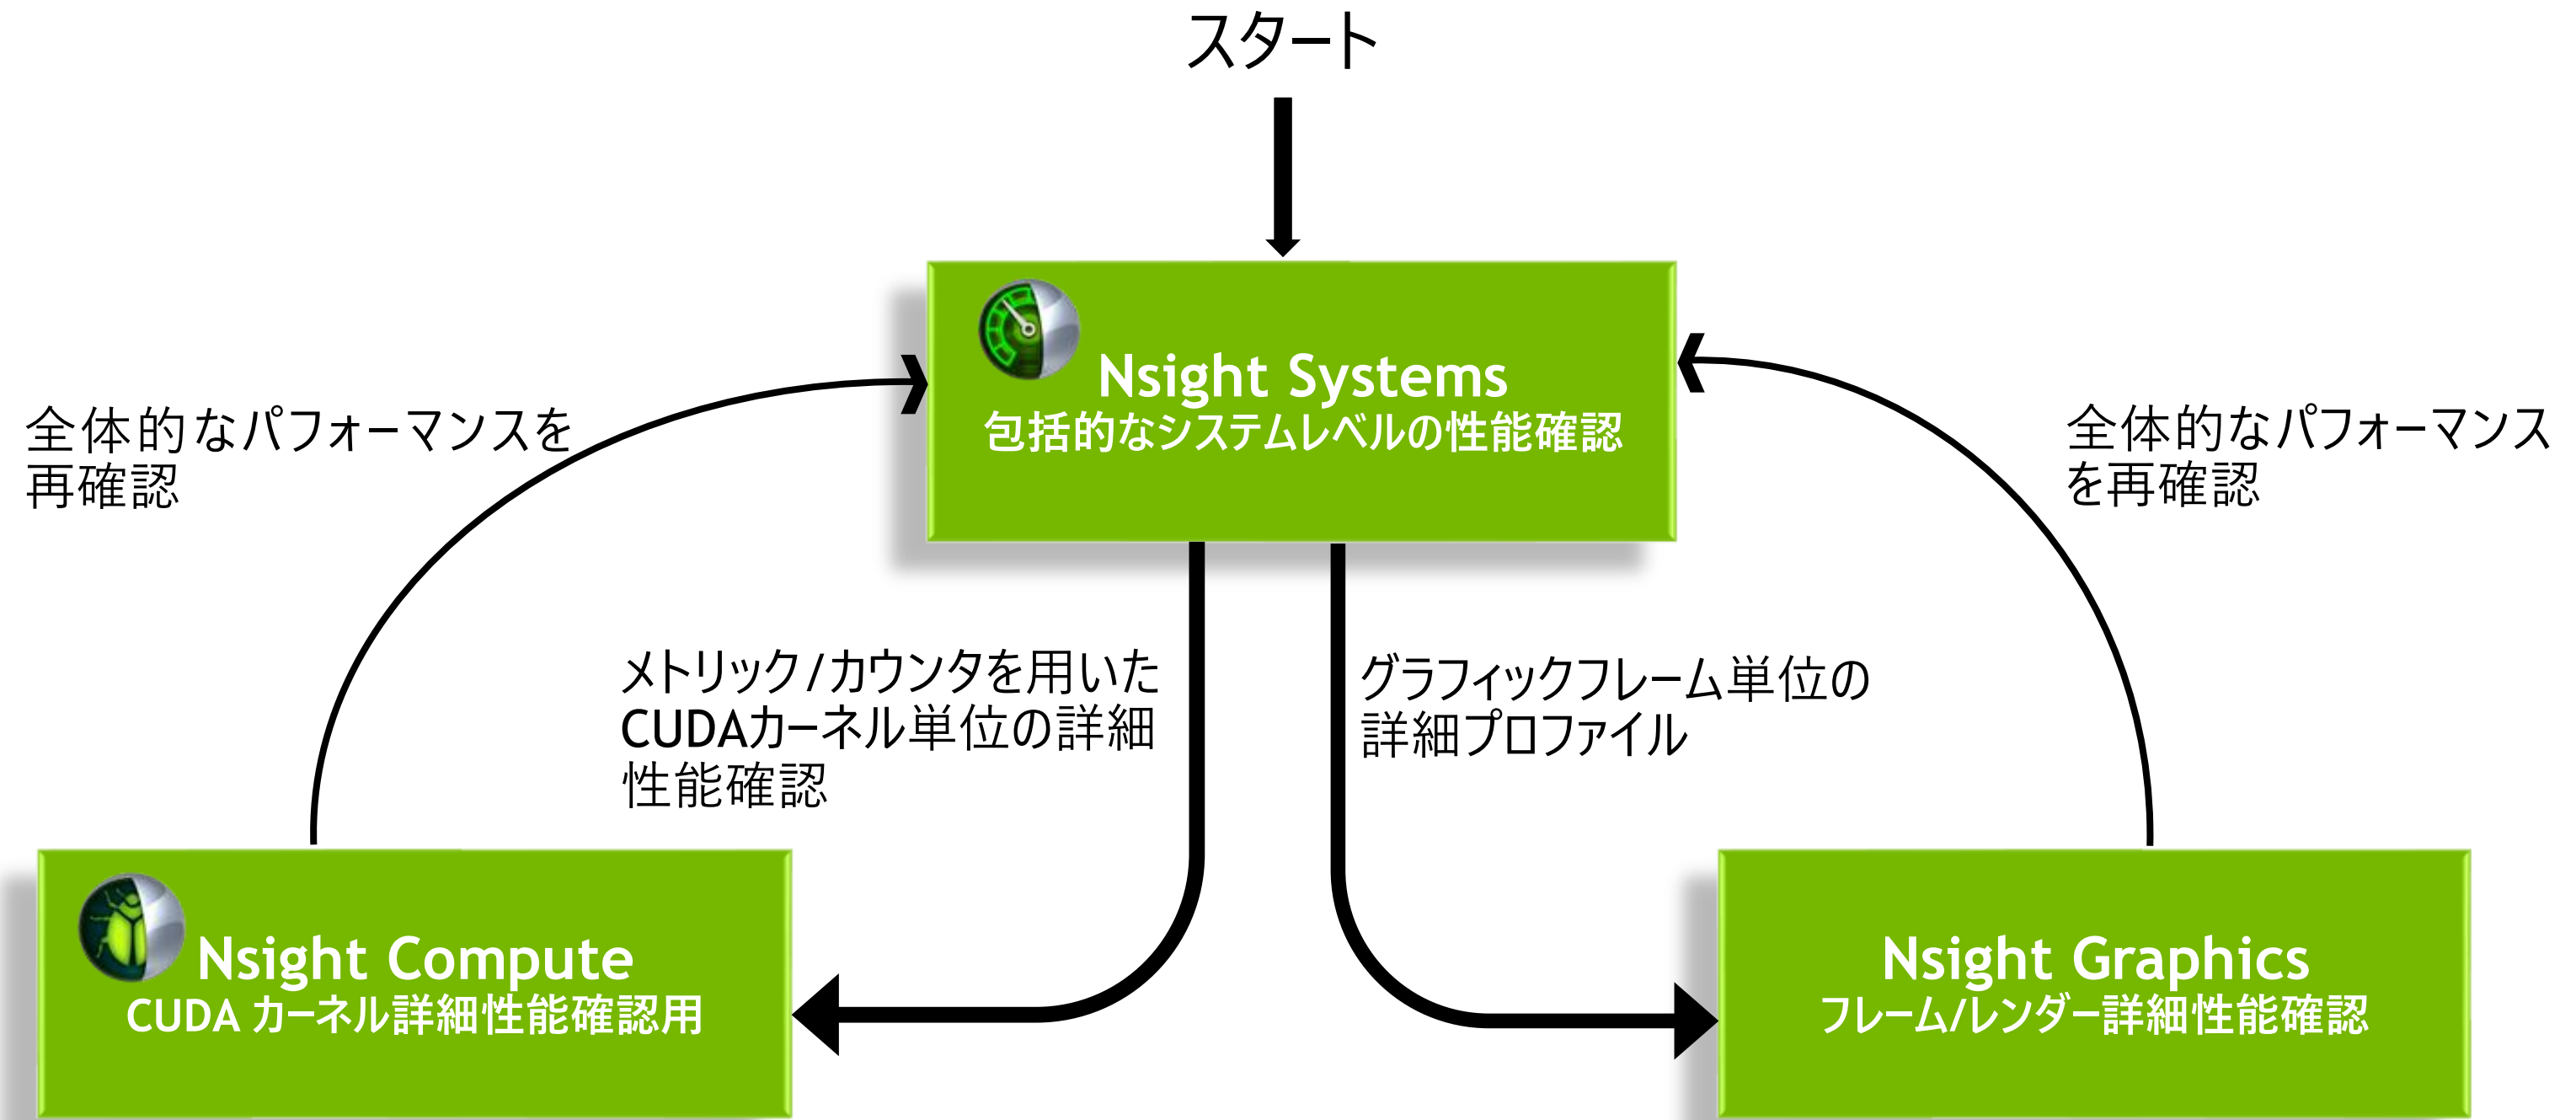 スタート
Nsight Systems
包括的なシステムレベルの性能確認
全体的なパフォーマンスを
再確認
全体的なパフォーマンス
を再確認
メトリック/カウンタを用いた
CUDAカーネル単位の詳細
性能確認
グラフィックフレーム単位の
詳細プロファイル
Nsight Compute
CUDA カーネル詳細性能確認用
Nsight Graphics
フレーム/レンダー詳細性能確認